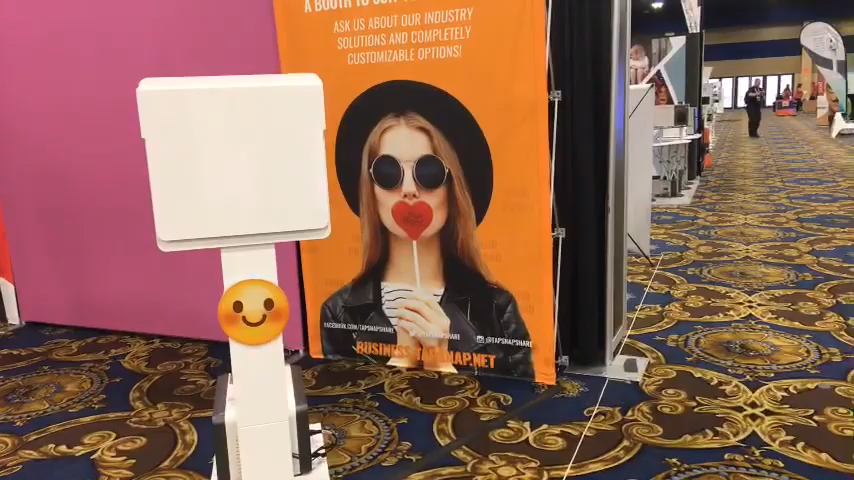 A BOOTH TO
ASK US ABOUT OUR INDUSTRY
SOLUTIONS AND COMPLETELY
CUSTOMIZABLE OPTIONS!
FACEBOOK.COM/TAPSNAPSHARE
@TAPSNAPSHARE
@TAPSNAPSHARE
BUSINESS.TAPSNAP.NET